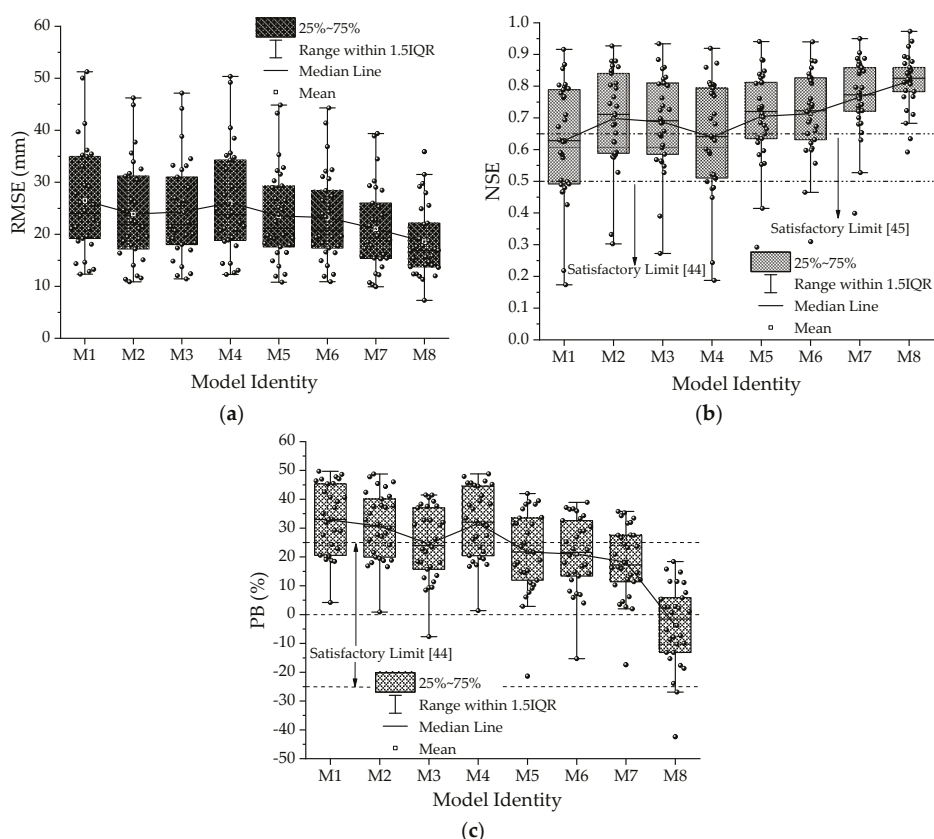 25%~75%
Range within 1.5IQR
Median Line
Mean
60
50
40
30
20
10
0
RMSE (mm)
M1 M2 M3 M4 M5 M6 M7 M8
Model Identity
(a)
1.0
0.9
0.8
0.7
0.6
0.5
0.4
0.3
0.2
0.1
0.0
NSE
Satisfactory Limit [45]
Satisfactory Limit [44]
25%~75%
Range within 1.5IQR
Median Line
Mean
M1 M2 M3 M4 M5 M6 M7 M8
Model Identity
(b)
60
50
40
30
20
10
0
-10
-20
-30
-40
-50
PB (%)
Satisfactory Limit [44]
25%~75%
Range within 1.5IQR
Median Line
Mean
M1 M2 M3 M4 M5 M6 M7 M8
Model Identity
(c)